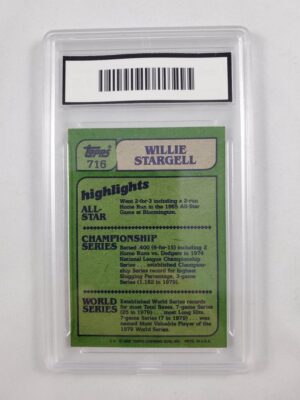 TOPPS
716
WILLIE
STARGELL
highlights
ALL-
STAR
Went 2-for-3 including a 2-run
Home Run in the 1965 All-Star
Game at Bloomington.
CHAMPIONSHIP
SERIES
Batted .400 (6-for-15) including 2
Home Runs vs. Dodgers in 1974
National League Championship
Series . . . established Champion-
ship Series record for highest
Slugging Percentage, 3-game
Series (1.182 in 1979).
WORLD
SERIES
Established World Series records
for most Total Bases, 7-game Series
(25 in 1979) . . . most Long Hits,
7-game Series (7 in 1979) . . . was
named Most Valuable Player of the
1979 World Series.